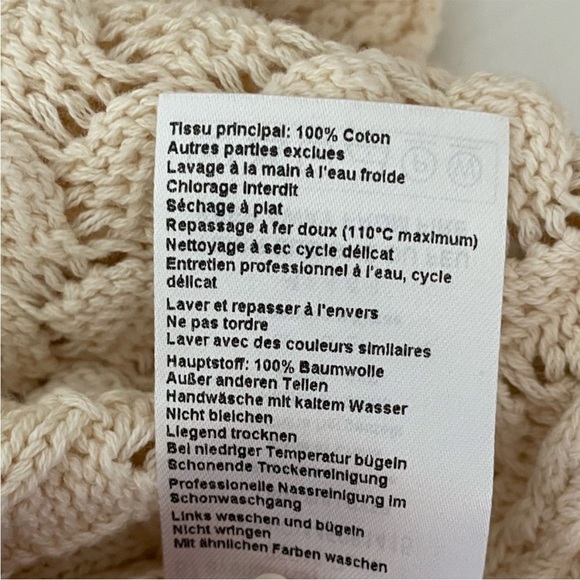 Tissu principal: 100% Coton
Autres parties exclues
Lavage à la main à l'eau froide
Chlorage interdit
Séchage à plat
Repassage à fer doux (110°C maximum)
Nettoyage à sec cycle délicat
Entretien professionnel à l'eau, cycle
délicat
Laver et repasser à l'envers
Ne pas tordre
Laver avec des couleurs similaires
Hauptstoff: 100% Baumwolle
Außer anderen Teilen
Handwäsche mit kaltem Wasser
Nicht bleichen
Liegend trocknen
Bei niedriger Temperatur bügeln
Schonende Trockenreinigung
Professionelle Nassreinigung im
Schonwaschgang
Links waschen und bügeln
Nicht wringen
Mit ähnlichen Farben waschen